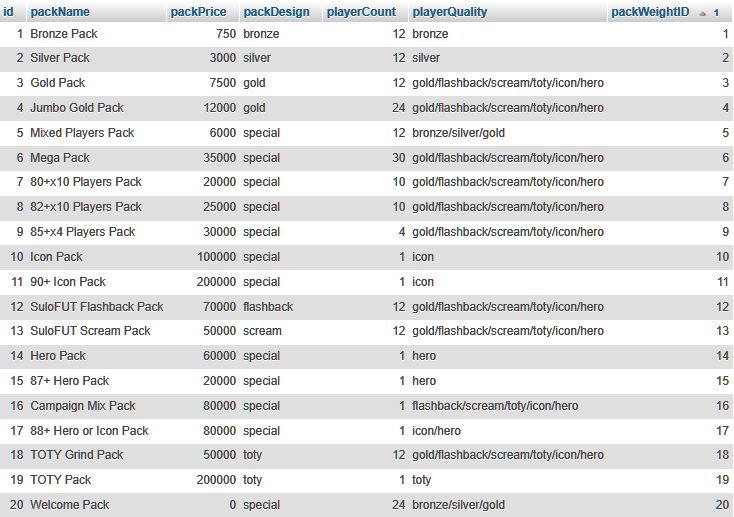 id packName packPrice packDesign playerCount playerQuality packWeightID 1
1 Bronze Pack 750 bronze 12 bronze 1
2 Silver Pack 3000 silver 12 silver 2
3 Gold Pack 7500 gold 12 gold/flashback/scream/toty/icon/hero 3
4 Jumbo Gold Pack 12000 gold 24 gold/flashback/scream/toty/icon/hero 4
5 Mixed Players Pack 6000 special 12 bronze/silver/gold 5
6 Mega Pack 35000 special 30 gold/flashback/scream/toty/icon/hero 6
7 80+x10 Players Pack 20000 special 10 gold/flashback/scream/toty/icon/hero 7
8 82+x10 Players Pack 25000 special 10 gold/flashback/scream/toty/icon/hero 8
9 85+x4 Players Pack 30000 special 4 gold/flashback/scream/toty/icon/hero 9
10 Icon Pack 100000 special 1 icon 10
11 90+ Icon Pack 200000 special 1 icon 11
12 SuloFUT Flashback Pack 70000 flashback 12 gold/flashback/scream/toty/icon/hero 12
13 SuloFUT Scream Pack 50000 scream 12 gold/flashback/scream/toty/icon/hero 13
14 Hero Pack 60000 special 1 hero 14
15 87+ Hero Pack 20000 special 1 hero 15
16 Campaign Mix Pack 80000 special 1 flashback/scream/toty/icon/hero 16
17 88+ Hero or Icon Pack 80000 special 1 icon/hero 17
18 TOTY Grind Pack 50000 toty 12 gold/flashback/scream/toty/icon/hero 18
19 TOTY Pack 200000 toty 1 toty 19
20 Welcome Pack 0 special 24 bronze/silver/gold 20